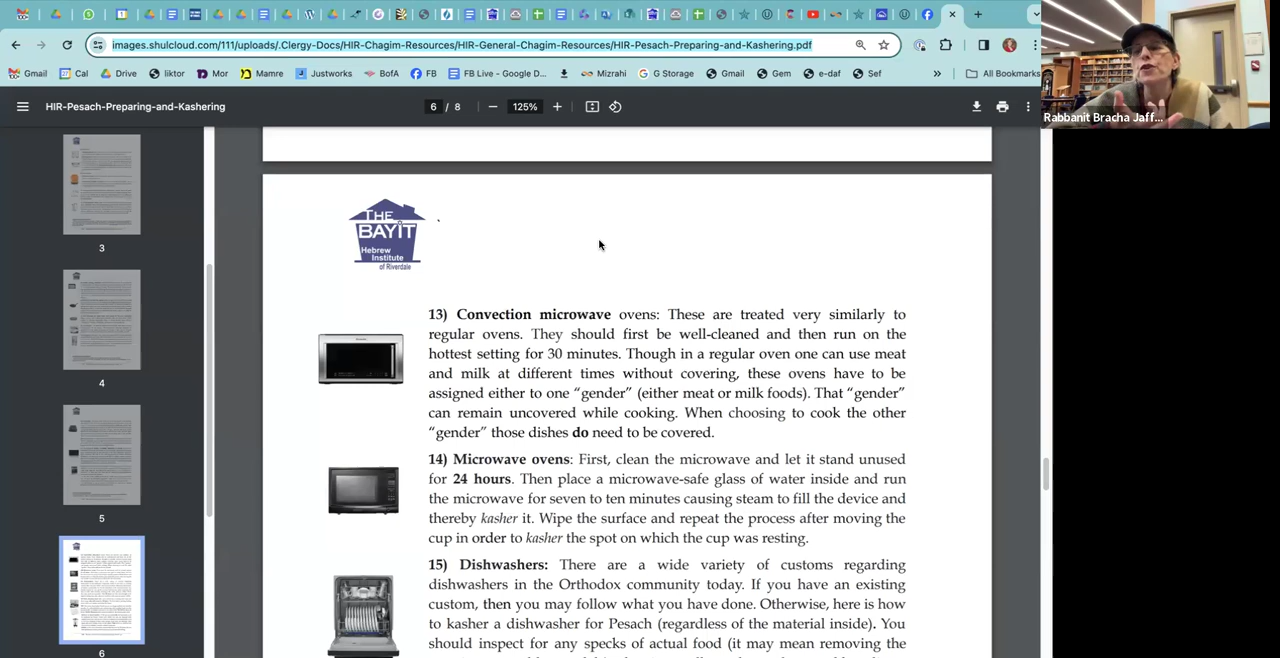 images.shulcloud.com/111/uploads/.Clergy-Docs/HIR-Chagim-Resources/HIR-General-Chagim-Resources/HIR-Pesach-Preparing-and-Kashering.pdf
Gmail
Cal
Drive
liktor
Mor
Mamre
Justworks
BofA
FB
FB Live - Google D...
Mizrahi
G Storage
Gmail
Gem
e-daf
Sef
»
All Bookmarks
HIR-Pesach-Preparing-and-Kashering
6 / 8
125%
Rabbanit Bracha Jaff...
3
4
5
6
THE
BAYIT
Hebrew
Institute
of Riverdale
13) Convection microwave ovens: These are treated very similarly to
regular ovens. They should first be well-cleaned and then run on the
hottest setting for 30 minutes. Though in a regular oven one can use meat
and milk at different times without covering, these ovens have to be
assigned either to one “gender” (either meat or milk foods). That “gender”
can remain uncovered while cooking. When choosing to cook the other
“gender” those dishes do need to be covered.
14) Microwave ovens: First, clean the microwave and let it stand unused
for 24 hours. Then place a microwave-safe glass of water inside and run
the microwave for seven to ten minutes causing steam to fill the device and
thereby kasher it. Wipe the surface and repeat the process after moving the
cup in order to kasher the spot on which the cup was resting.
15) Dishwashers: There are a wide variety of customs regarding
dishwashers in the Orthodox community today. If you have an existing
custom, then you may follow what you have done. Otherwise, here is how
to kasher a dishwasher for Pesach (regardless of the material inside). You
should inspect for any specks of actual food (it may mean removing the